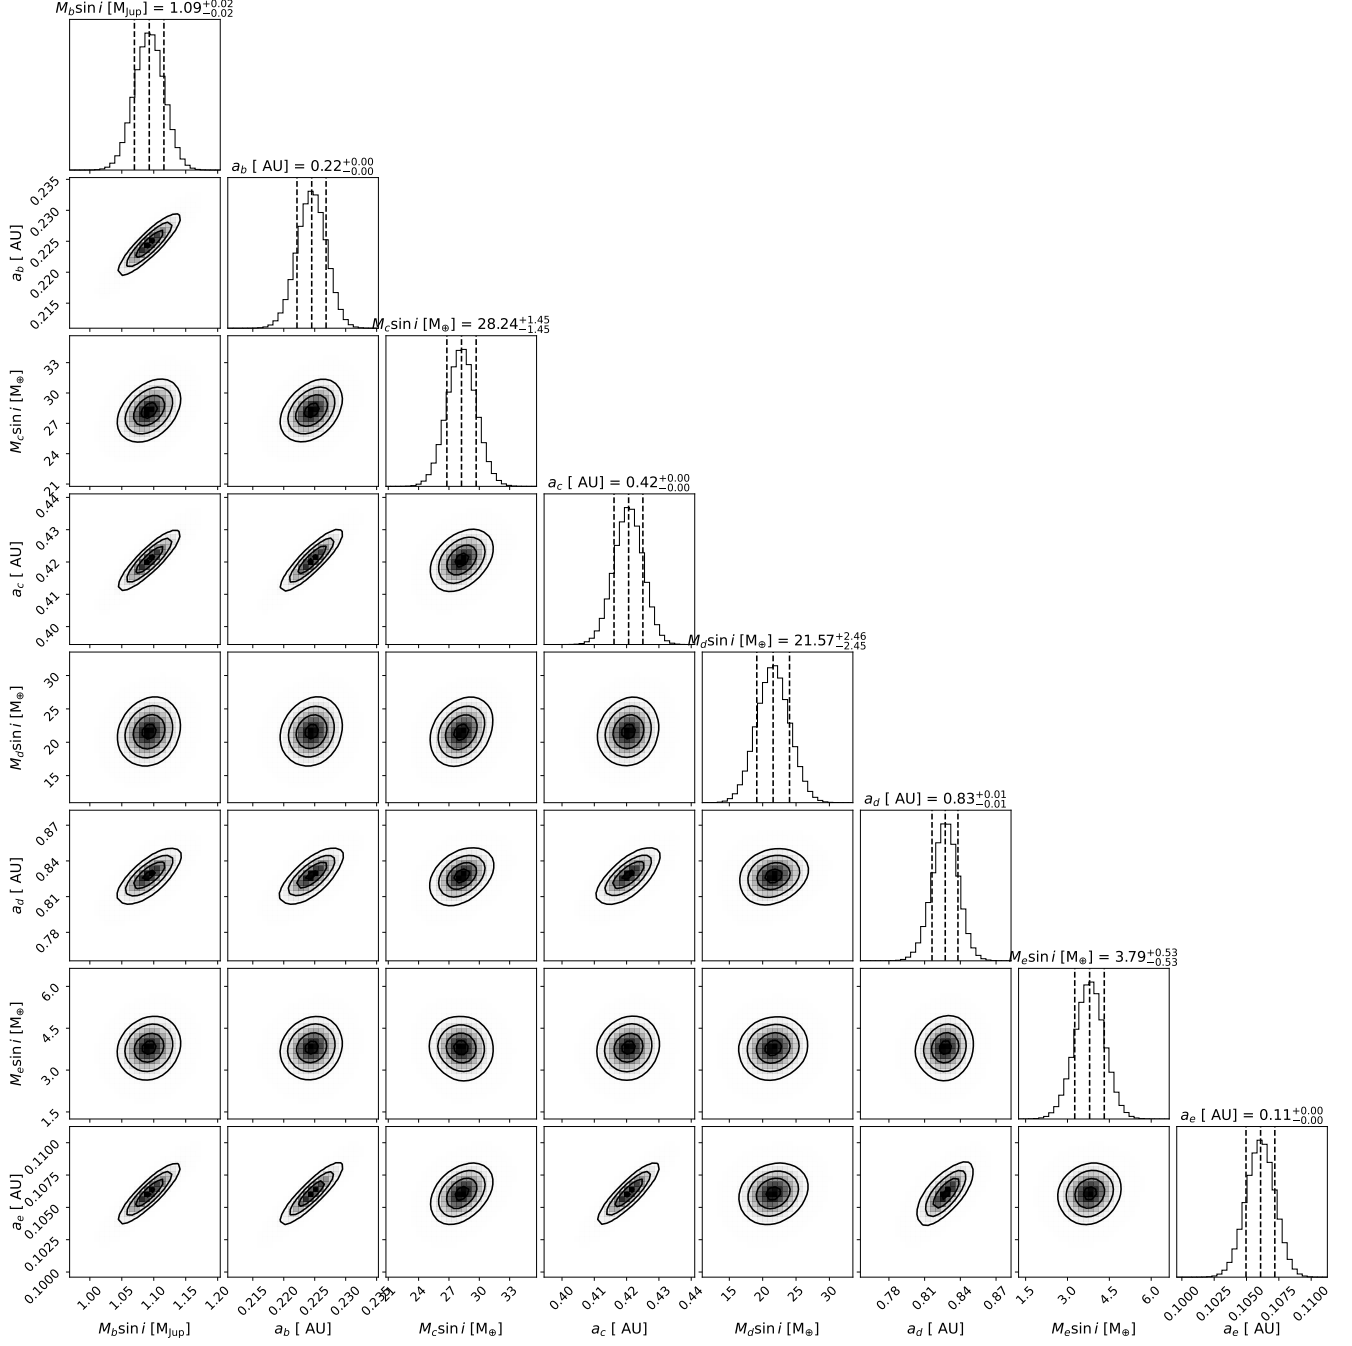 M_b sin i [M_Jup] = 1.09 +0.02 −0.02
a_b [ AU] = 0.22 +0.00 −0.00
0.235
0.230
0.225
0.220
0.215
a_b [ AU]
M_c sin i [M_⊕] = 28.24 +1.45 −1.45
33
30
27
24
21
M_c sin i [M_⊕]
a_c [ AU] = 0.42 +0.00 −0.00
0.44
0.43
0.42
0.41
0.40
a_c [ AU]
M_d sin i [M_⊕] = 21.57 +2.46 −2.45
30
25
20
15
M_d sin i [M_⊕]
a_d [ AU] = 0.83 +0.01 −0.01
0.87
0.84
0.81
0.78
a_d [ AU]
M_e sin i [M_⊕] = 3.79 +0.53 −0.53
6.0
4.5
3.0
1.5
M_e sin i [M_⊕]
a_e [ AU] = 0.11 +0.00 −0.00
0.1100
0.1075
0.1050
0.1025
0.1000
a_e [ AU]
1.00 1.05 1.10 1.15 1.20 0.215 0.220 0.225 0.230 0.235 21 24 27 30 33 0.40 0.41 0.42 0.43 0.44 15 20 25 30 0.78 0.81 0.84 0.87 1.5 3.0 4.5 6.0 0.1000 0.1025 0.1050 0.1075 0.1100
M_b sin i [M_Jup] a_b [ AU] M_c sin i [M_⊕] a_c [ AU] M_d sin i [M_⊕] a_d [ AU] M_e sin i [M_⊕] a_e [ AU]